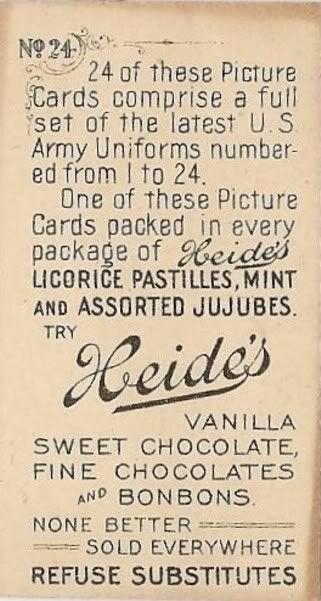 No 24
24 of these Picture
Cards comprise a full
set of the latest U.S.
Army Uniforms number-
ed from 1 to 24.
One of these Picture
Cards packed in every
package of Heide's
LICORICE PASTILLES, MINT
AND ASSORTED JUJUBES.
TRY
Heide's
VANILLA
SWEET CHOCOLATE,
FINE CHOCOLATES
AND BONBONS.
NONE BETTER
SOLD EVERYWHERE
REFUSE SUBSTITUTES